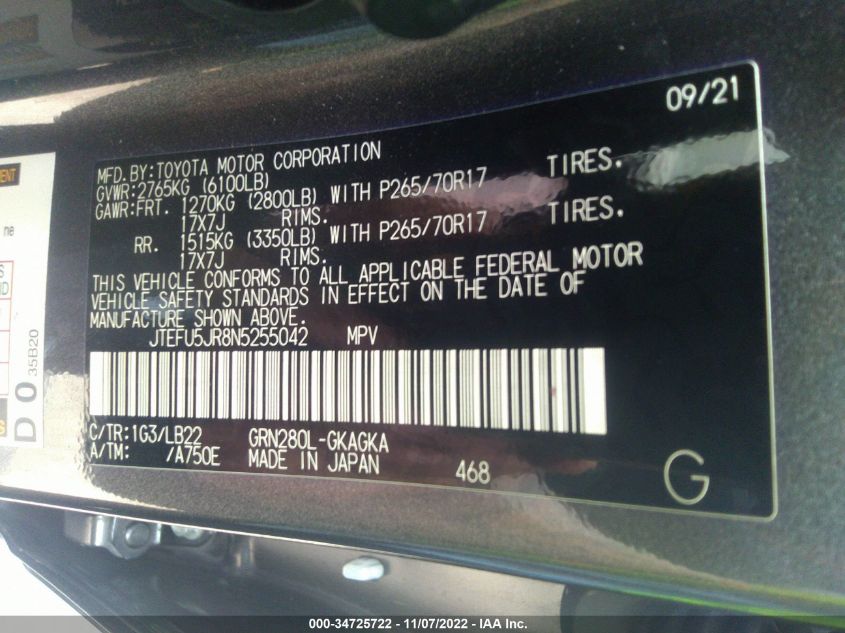 09/21
MFD. BY: TOYOTA MOTOR CORPORATION
GVWR: 2765KG (6100LB)
GAWR: FRT. 1270KG (2800LB) WITH P265/70R17 TIRES.
17X7J RIMS.
RR. 1515KG (3350LB) WITH P265/70R17 TIRES.
17X7J RIMS.
THIS VEHICLE CONFORMS TO ALL APPLICABLE FEDERAL MOTOR
VEHICLE SAFETY STANDARDS IN EFFECT ON THE DATE OF
MANUFACTURE SHOWN ABOVE.
JTEFU5JR8N5255042 MPV
C/TR: 1G3/LB22 GRN280L-GKAGKA
A/TM: /A750E MADE IN JAPAN 468
G
D 0 35B20
000-34725722 - 11/07/2022 - IAA Inc.